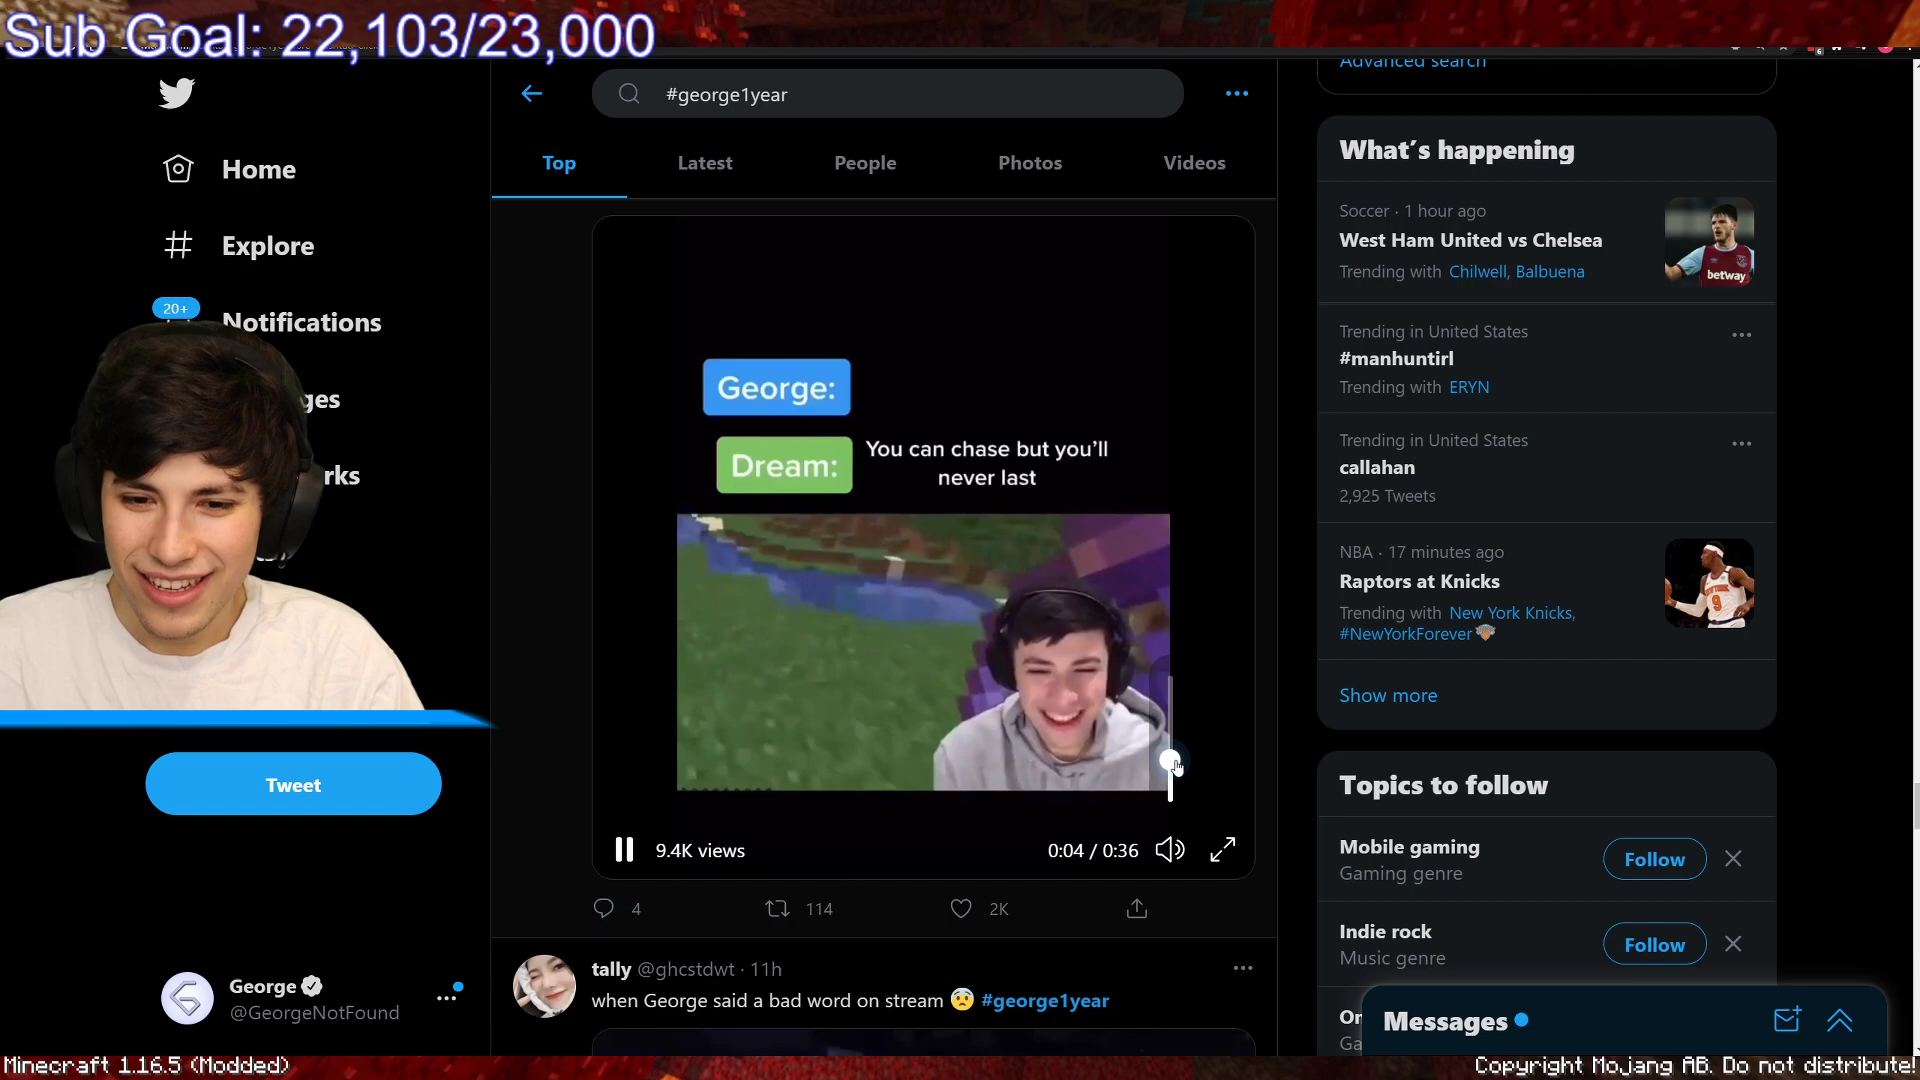 Sub Goal: 22,103/23,000
Home
Explore
20+
Notifications
ges
rks
Tweet
George
@GeorgeNotFound
#george1year
Top
Latest
People
Photos
Videos
George:
Dream:
You can chase but you'll
never last
9.4K views
0:04 / 0:36
4
114
2K
tally @ghcstdwt · 11h
when George said a bad word on stream 😨 #george1year
Advanced search
What's happening
Soccer · 1 hour ago
West Ham United vs Chelsea
Trending with Chilwell, Balbuena
betway
Trending in United States
#manhuntirl
Trending with ERYN
Trending in United States
callahan
2,925 Tweets
NBA · 17 minutes ago
Raptors at Knicks
Trending with New York Knicks,
#NewYorkForever
NEW YORK
9
Show more
Topics to follow
Mobile gaming
Gaming genre
Follow
Indie rock
Music genre
Follow
Messages
Minecraft 1.16.5 (Modded)
Copyright Mojang AB. Do not distribute!